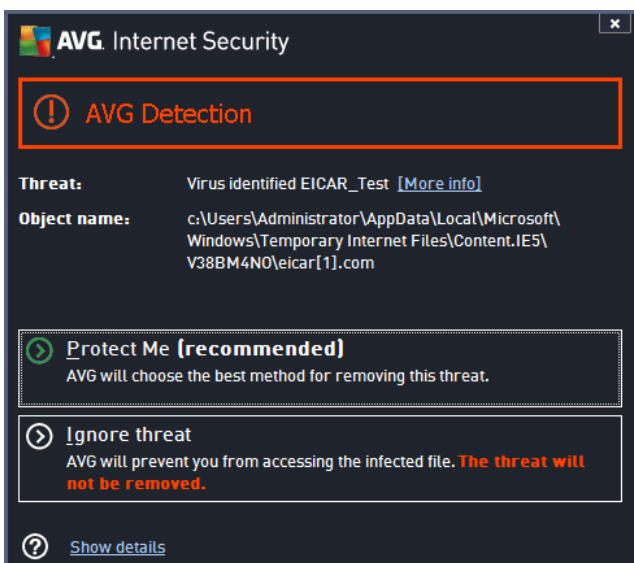 AVG. Internet Security
x
AVG Detection
Threat: Virus identified EICAR_Test [More info]
Object name: c:\Users\Administrator\AppData\Local\Microsoft\
Windows\Temporary Internet Files\Content.IE5\
V38BM4N0\eicar[1].com
Protect Me (recommended)
AVG will choose the best method for removing this threat.
Ignore threat
AVG will prevent you from accessing the infected file. The threat will
not be removed.
Show details